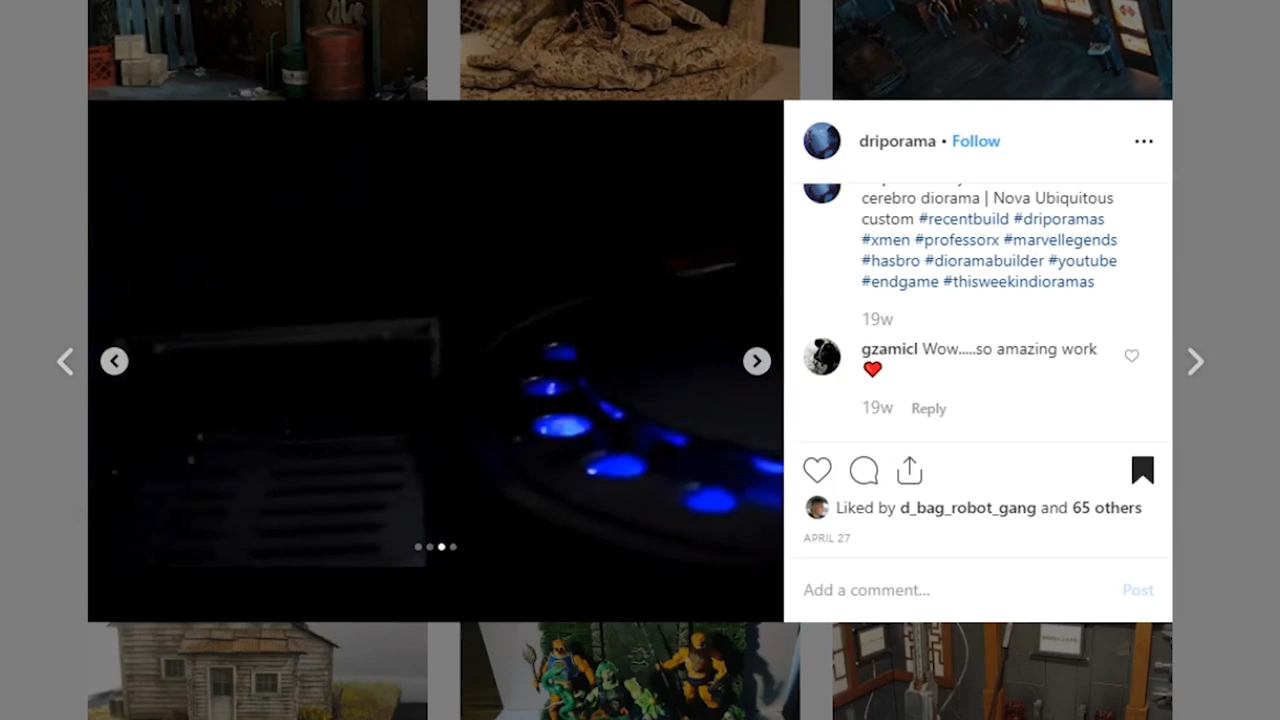 driporama • Follow
cerebro diorama | Nova Ubiquitous
custom #recentbuild #driporamas
#xmen #professorx #marvellegends
#hasbro #dioramabuilder #youtube
#endgame #thisweekindioramas
19w
gzamicl Wow.....so amazing work
❤
19w Reply
Liked by d_bag_robot_gang and 65 others
APRIL 27
Add a comment... Post